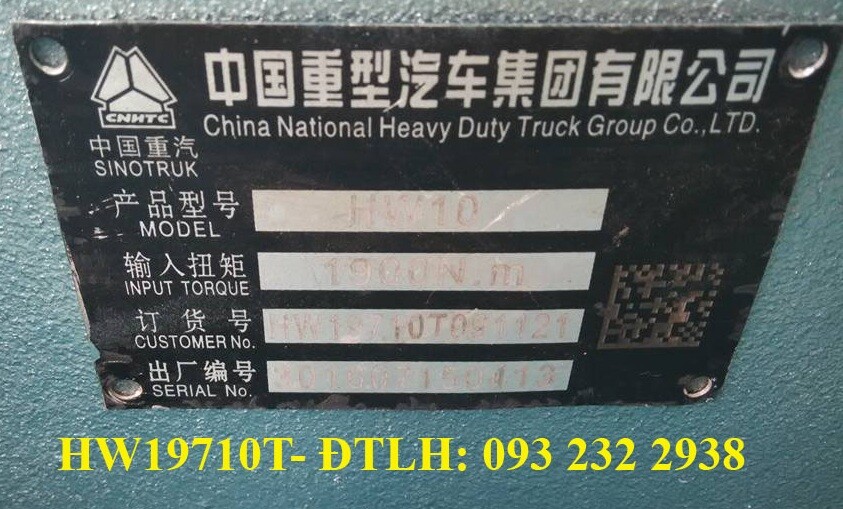 中国重型汽车集团有限公司
CNHTC
China National Heavy Duty Truck Group Co.,LTD.
中国重汽
SINOTRUK
产品型号 HW10
MODEL
输入扭矩 1900N.m
INPUT TORQUE
订货号 HW19710T091121
CUSTOMER No.
出厂编号
SERIAL No.
HW19710T- ĐTLH: 093 232 2938